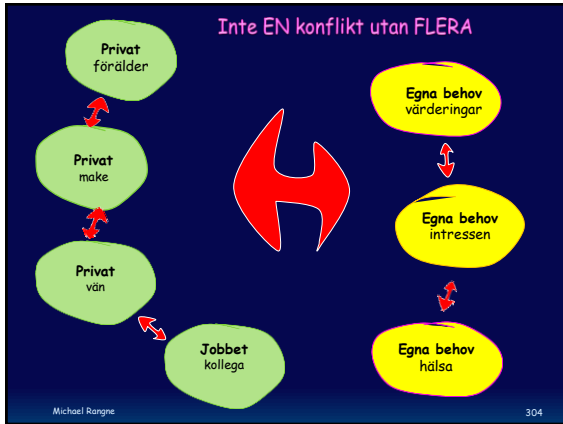 Inte EN konflikt utan FLERA
Privat
förälder
Privat
make
Privat
vän
Jobbet
kollega
Egna behov
värderingar
Egna behov
intressen
Egna behov
hälsa
Michael Rangne
304